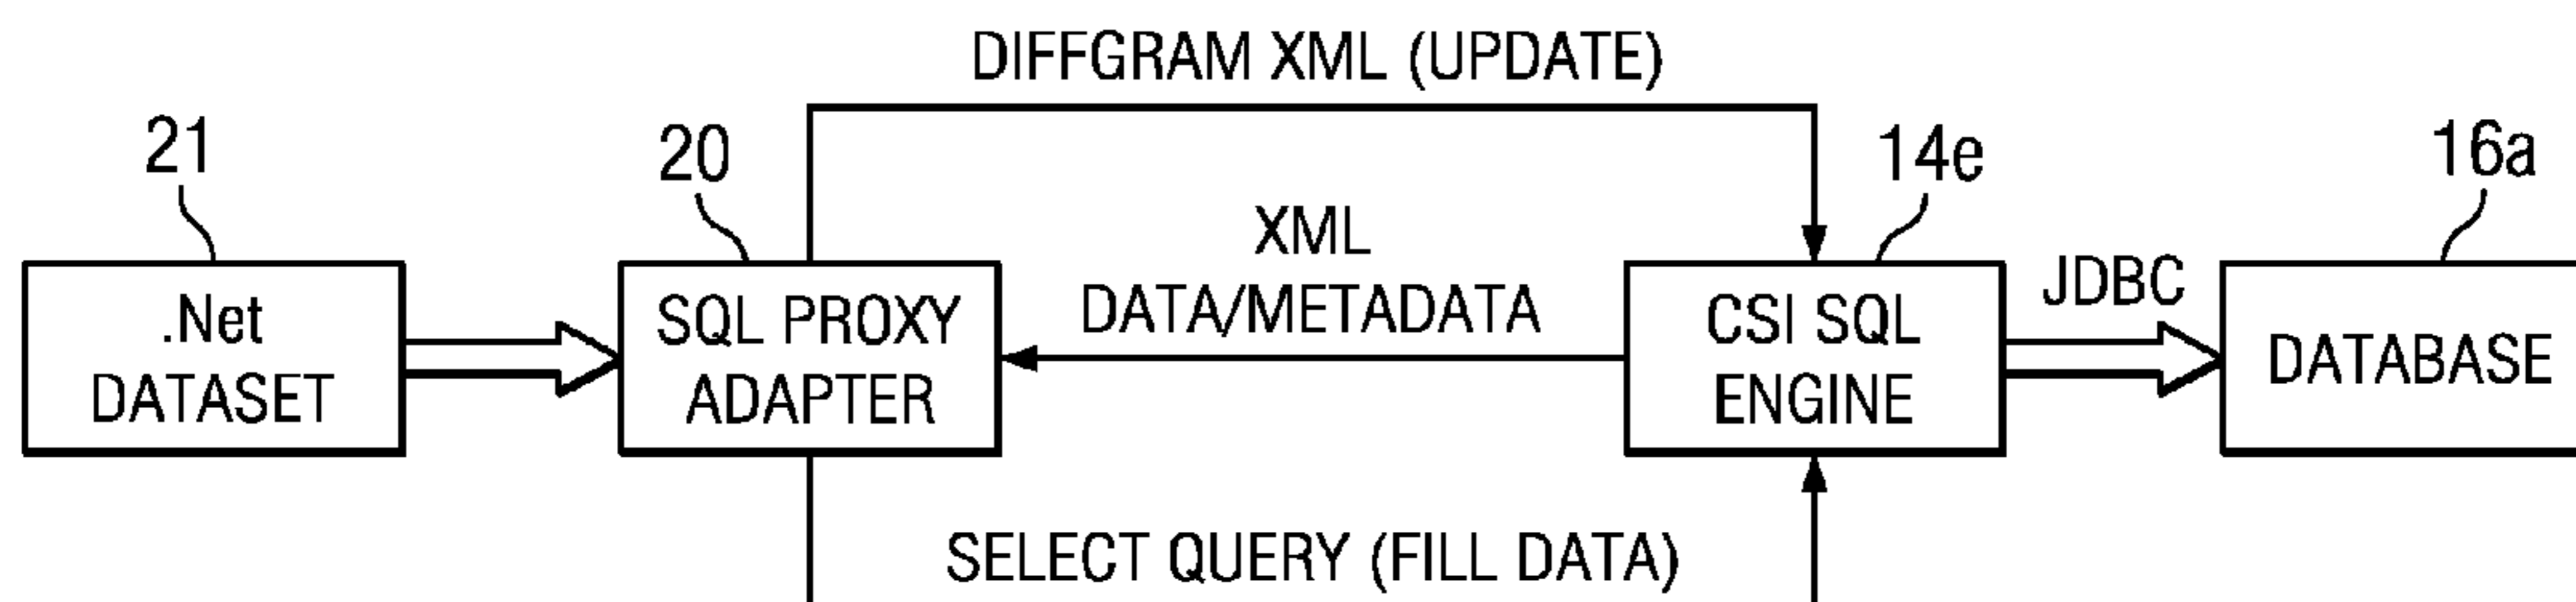 DIFFGRAM XML (UPDATE)
21
20
14e
16a
XML
DATA/METADATA
JDBC
.Net
DATASET
SQL PROXY
ADAPTER
CSI SQL
ENGINE
DATABASE
SELECT QUERY (FILL DATA)